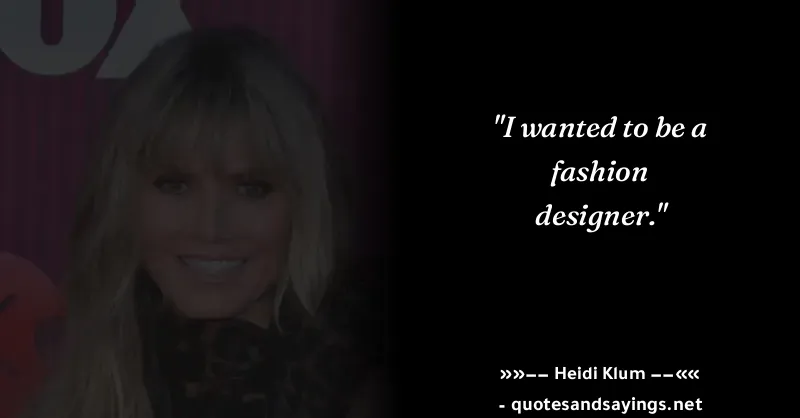 "I wanted to be a
fashion
designer."
»»−− Heidi Klum −−««
- quotesandsayings.net